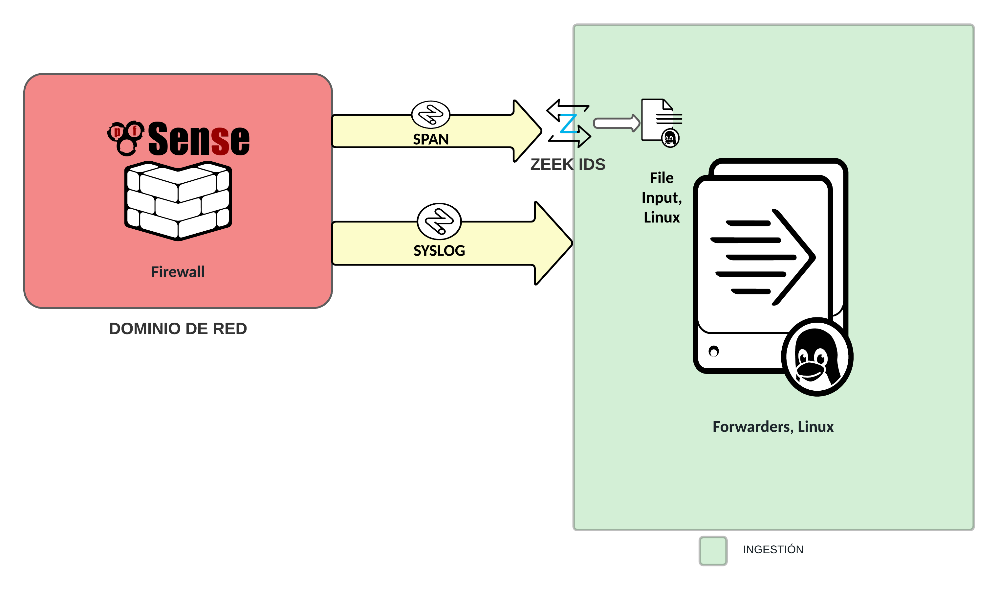 pf Sense
Firewall
DOMINIO DE RED
SPAN
SYSLOG
Z
ZEEK IDS
File
Input,
Linux
Forwarders, Linux
INGESTIÓN